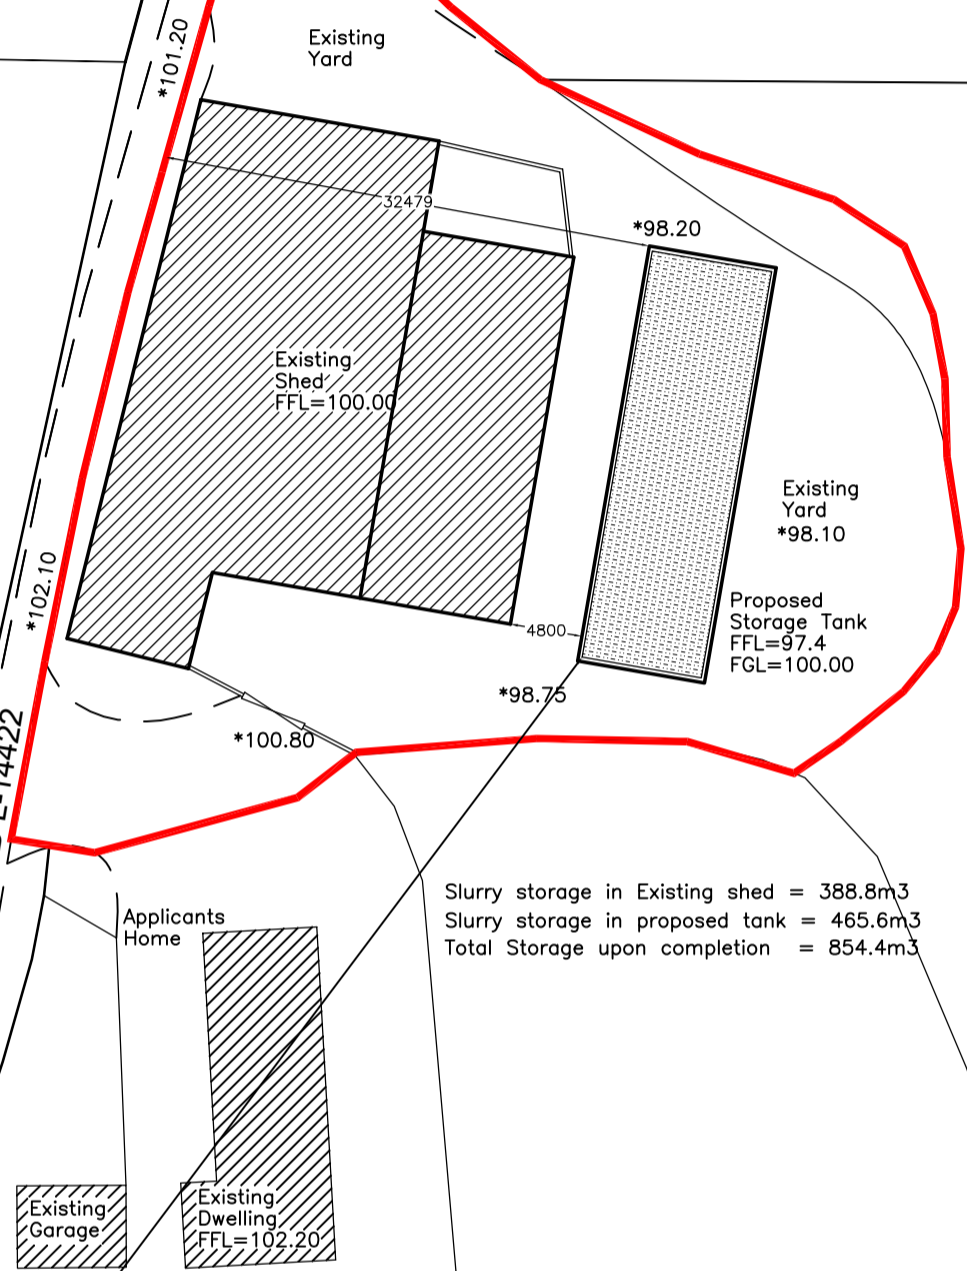 *101.20
Existing
Yard
32479
*98.20
Existing
Shed
FFL=100.00
Existing
Yard
*98.10
*102.10
Proposed
Storage Tank
FFL=97.4
FGL=100.00
4800
*98.75
*100.80
L-14422
Slurry storage in Existing shed = 388.8m3
Slurry storage in proposed tank = 465.6m3
Total Storage upon completion = 854.4m3
Applicants
Home
Existing
Garage
Existing
Dwelling
FFL=102.20